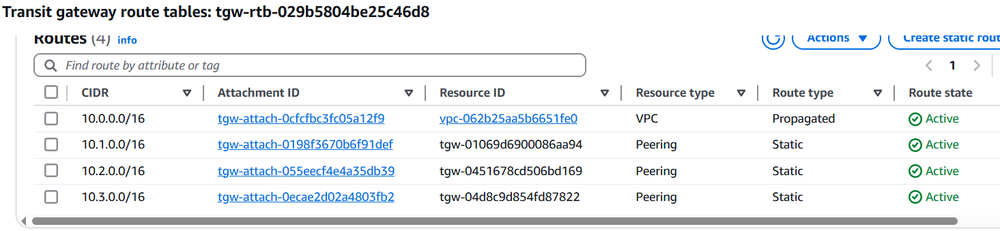 Transit gateway route tables: tgw-rtb-029b5804be25c46d8
Routes (4) info
Actions
Create static rout
Find route by attribute or tag
1
CIDR Attachment ID Resource ID Resource type Route type Route state
10.0.0.0/16 tgw-attach-0cfcfbc3fc05a12f9 vpc-062b25aa5b6651fe0 VPC Propagated Active
10.1.0.0/16 tgw-attach-0198f3670b6f91def tgw-01069d6900086aa94 Peering Static Active
10.2.0.0/16 tgw-attach-055eecf4e4a35db39 tgw-0451678cd506bd169 Peering Static Active
10.3.0.0/16 tgw-attach-0ecae2d02a4803fb2 tgw-04d8c9d854fd87822 Peering Static Active